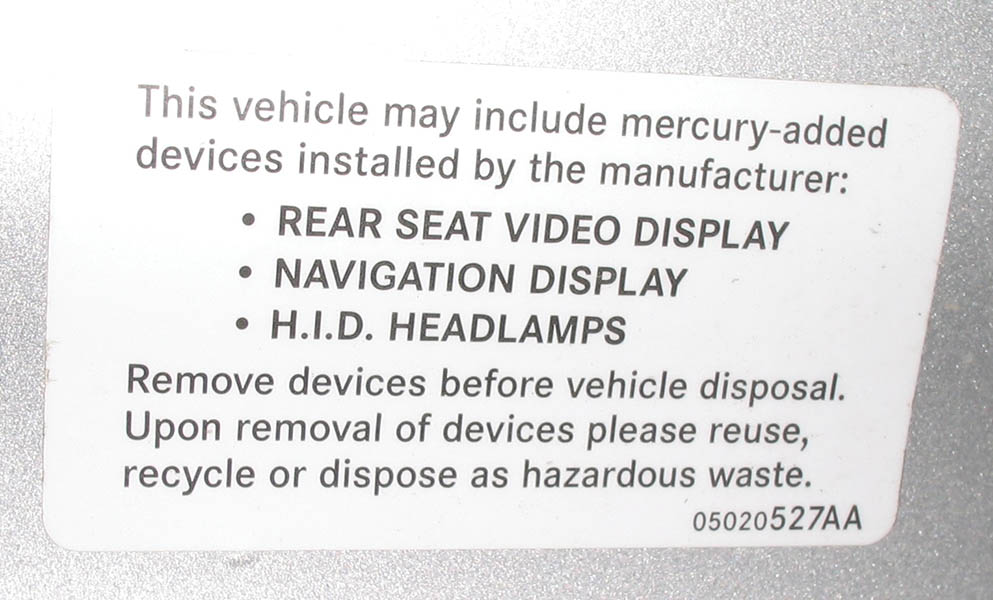 This vehicle may include mercury-added
devices installed by the manufacturer:
• REAR SEAT VIDEO DISPLAY
• NAVIGATION DISPLAY
• H.I.D. HEADLAMPS
Remove devices before vehicle disposal.
Upon removal of devices please reuse,
recycle or dispose as hazardous waste.
05020527AA